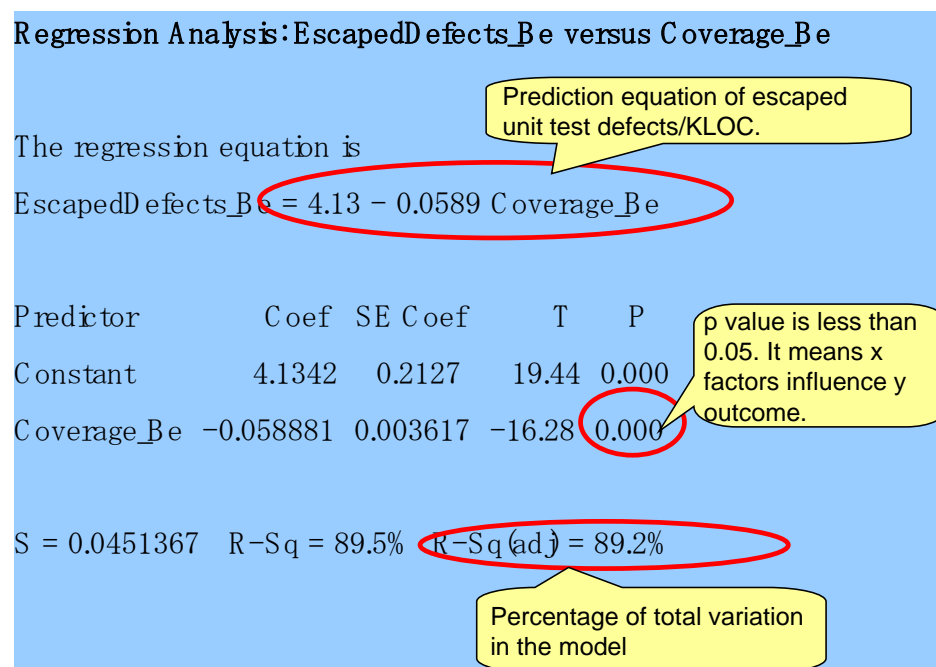 Regression Analysis: EscapedDefects_Be versus Coverage_Be
Prediction equation of escaped
unit test defects/KLOC.
The regression equation is
EscapedDefects_Be = 4.13 - 0.0589 Coverage_Be
Predictor Coef SE Coef T P
Constant 4.1342 0.2127 19.44 0.000
Coverage_Be -0.058881 0.003617 -16.28 0.000
p value is less than
0.05. It means x
factors influence y
outcome.
S = 0.0451367 R-Sq = 89.5% R-Sq(adj) = 89.2%
Percentage of total variation
in the model